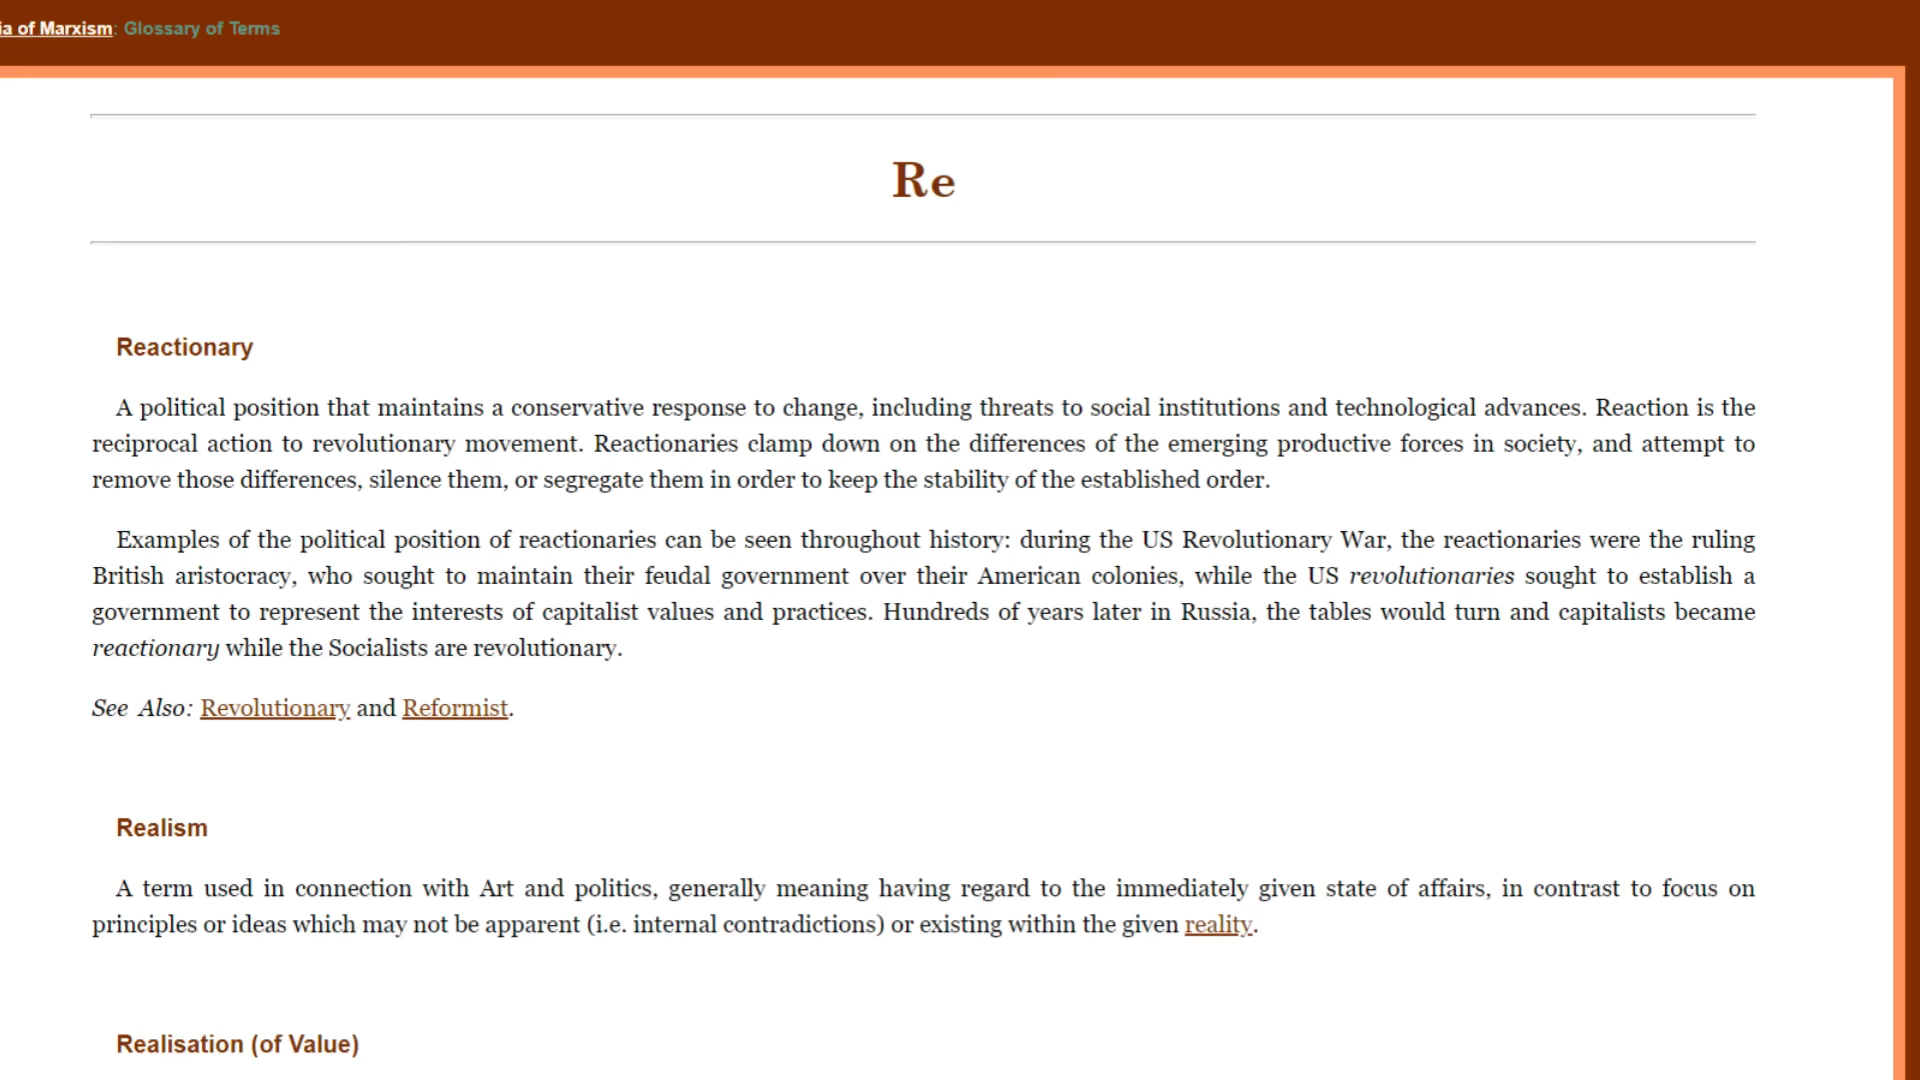 ia of Marxism: Glossary of Terms
Re
Reactionary
A political position that maintains a conservative response to change, including threats to social institutions and technological advances. Reaction is the
reciprocal action to revolutionary movement. Reactionaries clamp down on the differences of the emerging productive forces in society, and attempt to
remove those differences, silence them, or segregate them in order to keep the stability of the established order.
Examples of the political position of reactionaries can be seen throughout history: during the US Revolutionary War, the reactionaries were the ruling
British aristocracy, who sought to maintain their feudal government over their American colonies, while the US revolutionaries sought to establish a
government to represent the interests of capitalist values and practices. Hundreds of years later in Russia, the tables would turn and capitalists became
reactionary while the Socialists are revolutionary.
See Also: Revolutionary and Reformist.
Realism
A term used in connection with Art and politics, generally meaning having regard to the immediately given state of affairs, in contrast to focus on
principles or ideas which may not be apparent (i.e. internal contradictions) or existing within the given reality.
Realisation (of Value)